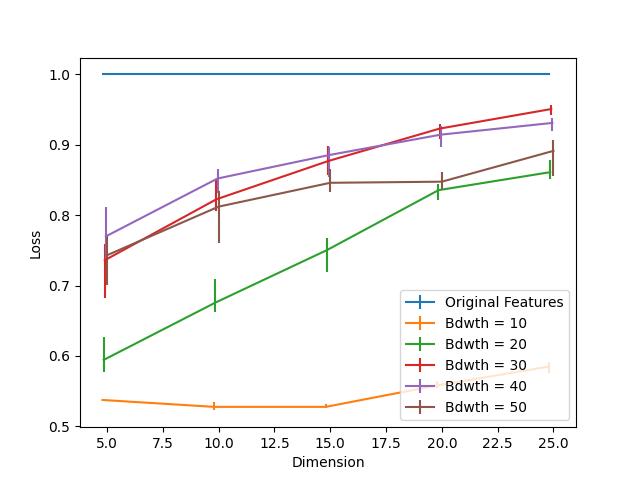 1.0
0.9
0.8
0.7
0.6
0.5
Loss
Original Features
Bdwth = 10
Bdwth = 20
Bdwth = 30
Bdwth = 40
Bdwth = 50
5.0 7.5 10.0 12.5 15.0 17.5 20.0 22.5 25.0
Dimension